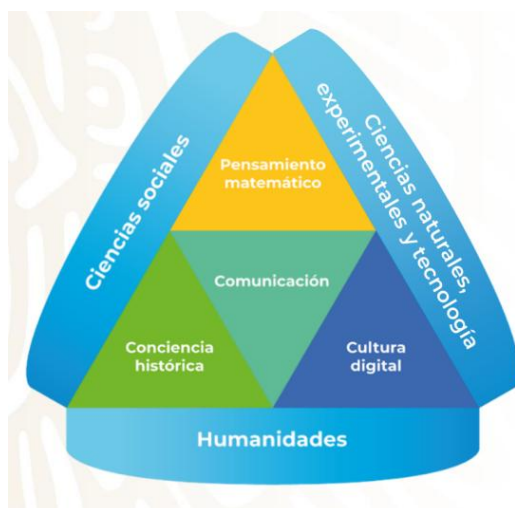 Ciencias sociales
Ciencias naturales,
experimentales y tecnología
Pensamiento
matemático
Comunicación
Conciencia
histórica
Cultura
digital
Humanidades